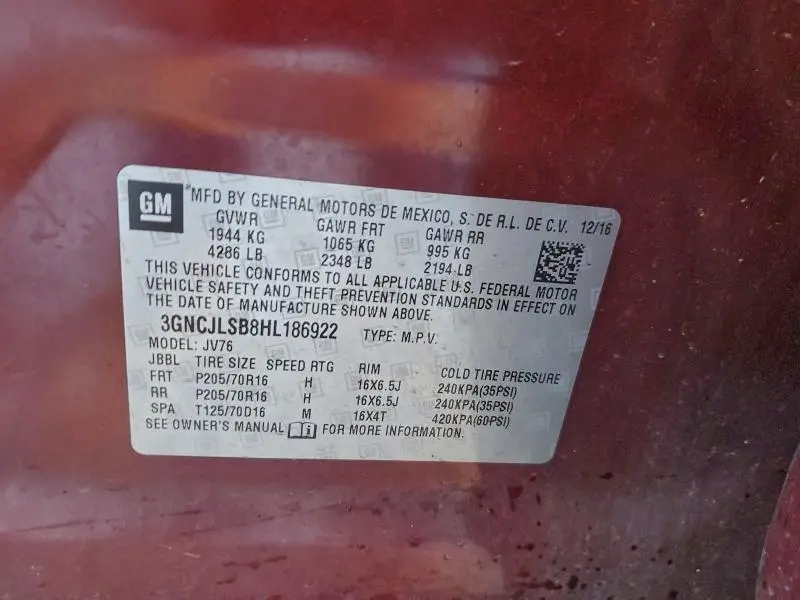 GM MFD BY GENERAL MOTORS DE MEXICO, S. DE R.L. DE C.V. 12/16
GVWR GAWR FRT GAWR RR
1944 KG 1065 KG 995 KG
4286 LB 2348 LB 2194 LB
THIS VEHICLE CONFORMS TO ALL APPLICABLE U.S. FEDERAL MOTOR
VEHICLE SAFETY AND THEFT PREVENTION STANDARDS IN EFFECT ON
THE DATE OF MANUFACTURE SHOWN ABOVE.
3GNCJLSB8HL186922 TYPE: M.P.V.
MODEL: JV76
JBBL TIRE SIZE SPEED RTG RIM COLD TIRE PRESSURE
FRT P205/70R16 H 16X6.5J 240KPA(35PSI)
RR P205/70R16 H 16X6.5J 240KPA(35PSI)
SPA T125/70D16 M 16X4T 420KPA(60PSI)
SEE OWNER'S MANUAL FOR MORE INFORMATION.